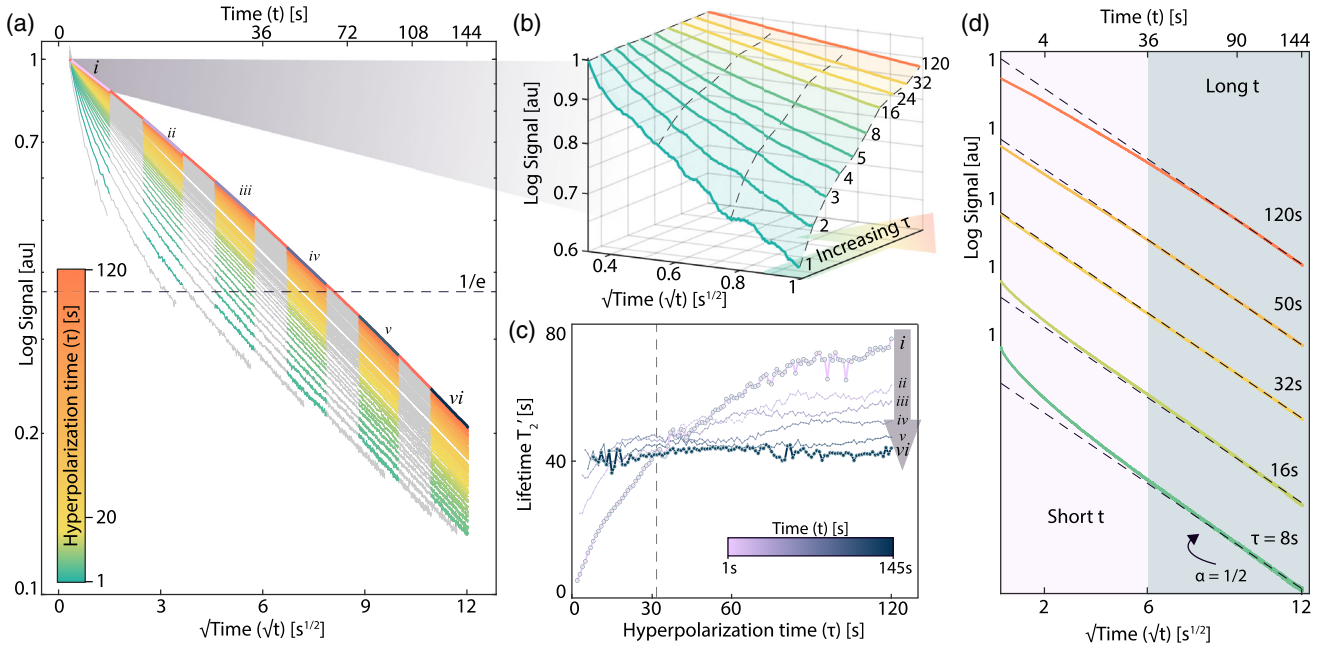 (a)
Time (t) [s]
0 36 72 108 144
1
0.7
0.2
0.1
Log Signal [au]
i
ii
iii
iv
v
vi
1/e
120
20
1
Hyperpolarization time (τ) [s]
0 3 6 9 12
√Time (√t) [s1/2]
(b)
1
0.9
0.8
0.7
0.6
Log Signal [au]
0.4 0.6 0.8 1
√Time (√t) [s1/2]
120
32
24
16
8
5
4
3
2
1
Increasing τ
(c)
80
40
0
Lifetime T2′ [s]
i
ii
iii
iv
v
vi
Time (t) [s]
1s 145s
0 30 60 90 120
Hyperpolarization time (τ) [s]
(d)
Time (t) [s]
4 36 90 144
1
1
1
1
1
Log Signal [au]
Long t
120s
50s
32s
16s
τ = 8s
Short t
α = 1/2
2 6 12
√Time (√t) [s1/2]